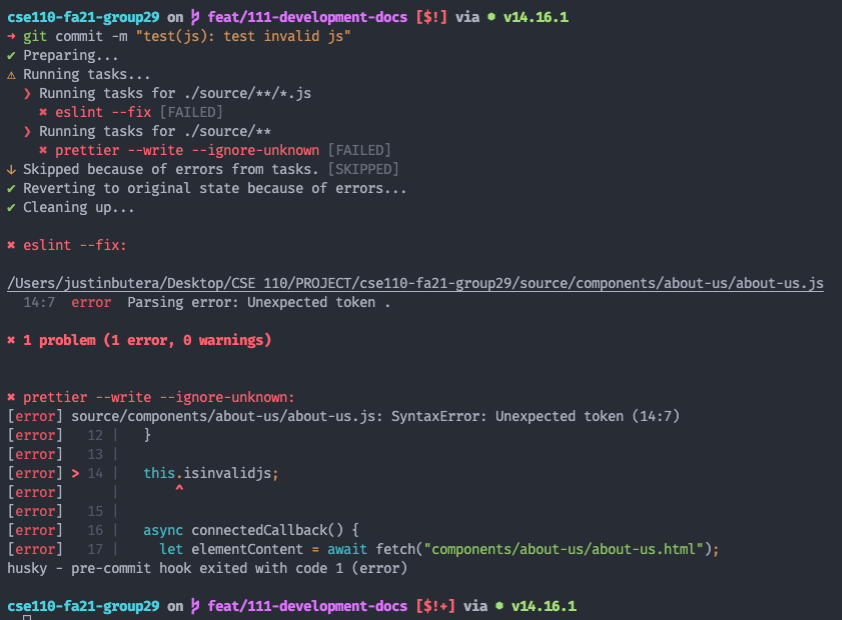 cse110-fa21-group29 on ᚦ feat/111-development-docs [$!] via ⬢ v14.16.1
➜ git commit -m "test(js): test invalid js"
✔ Preparing...
⚠ Running tasks...
❯ Running tasks for ./source/**/*.js
✖ eslint --fix [FAILED]
❯ Running tasks for ./source/**
✖ prettier --write --ignore-unknown [FAILED]
↓ Skipped because of errors from tasks. [SKIPPED]
✔ Reverting to original state because of errors...
✔ Cleaning up...
✖ eslint --fix:
/Users/justinbutera/Desktop/CSE 110/PROJECT/cse110-fa21-group29/source/components/about-us/about-us.js
14:7 error Parsing error: Unexpected token .
✖ 1 problem (1 error, 0 warnings)
✖ prettier --write --ignore-unknown:
[error] source/components/about-us/about-us.js: SyntaxError: Unexpected token (14:7)
[error] 12 | }
[error] 13 |
[error] > 14 | this.isinvalidjs;
[error] | ^
[error] 15 |
[error] 16 | async connectedCallback() {
[error] 17 | let elementContent = await fetch("components/about-us/about-us.html");
husky - pre-commit hook exited with code 1 (error)
cse110-fa21-group29 on ᚦ feat/111-development-docs [$!+] via ⬢ v14.16.1